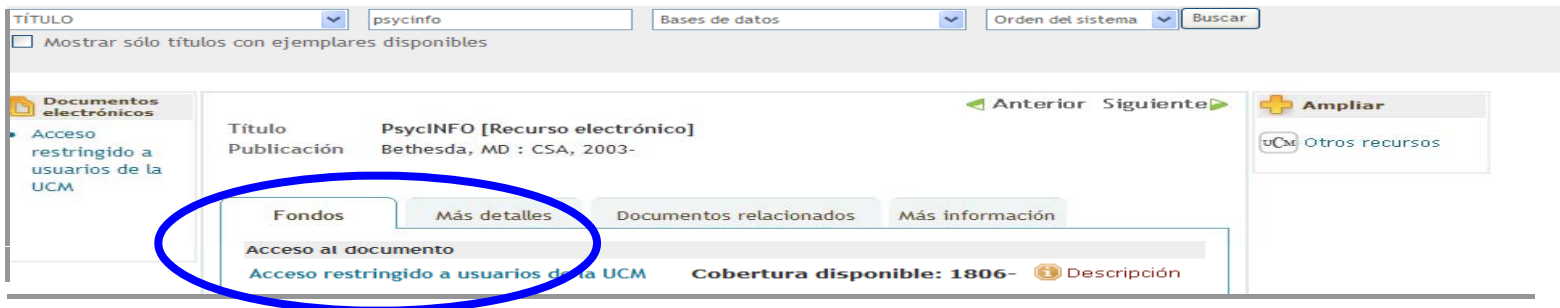 TÍTULO psycinfo Bases de datos Orden del sistema Buscar
Mostrar sólo títulos con ejemplares disponibles
Documentos
electrónicos
Acceso
restringido a
usuarios de la
UCM
Anterior Siguiente
Título PsycINFO [Recurso electrónico]
Publicación Bethesda, MD : CSA, 2003-
Fondos Más detalles Documentos relacionados Más información
Acceso al documento
Acceso restringido a usuarios de la UCM Cobertura disponible: 1806- Descripción
Ampliar
UCM Otros recursos